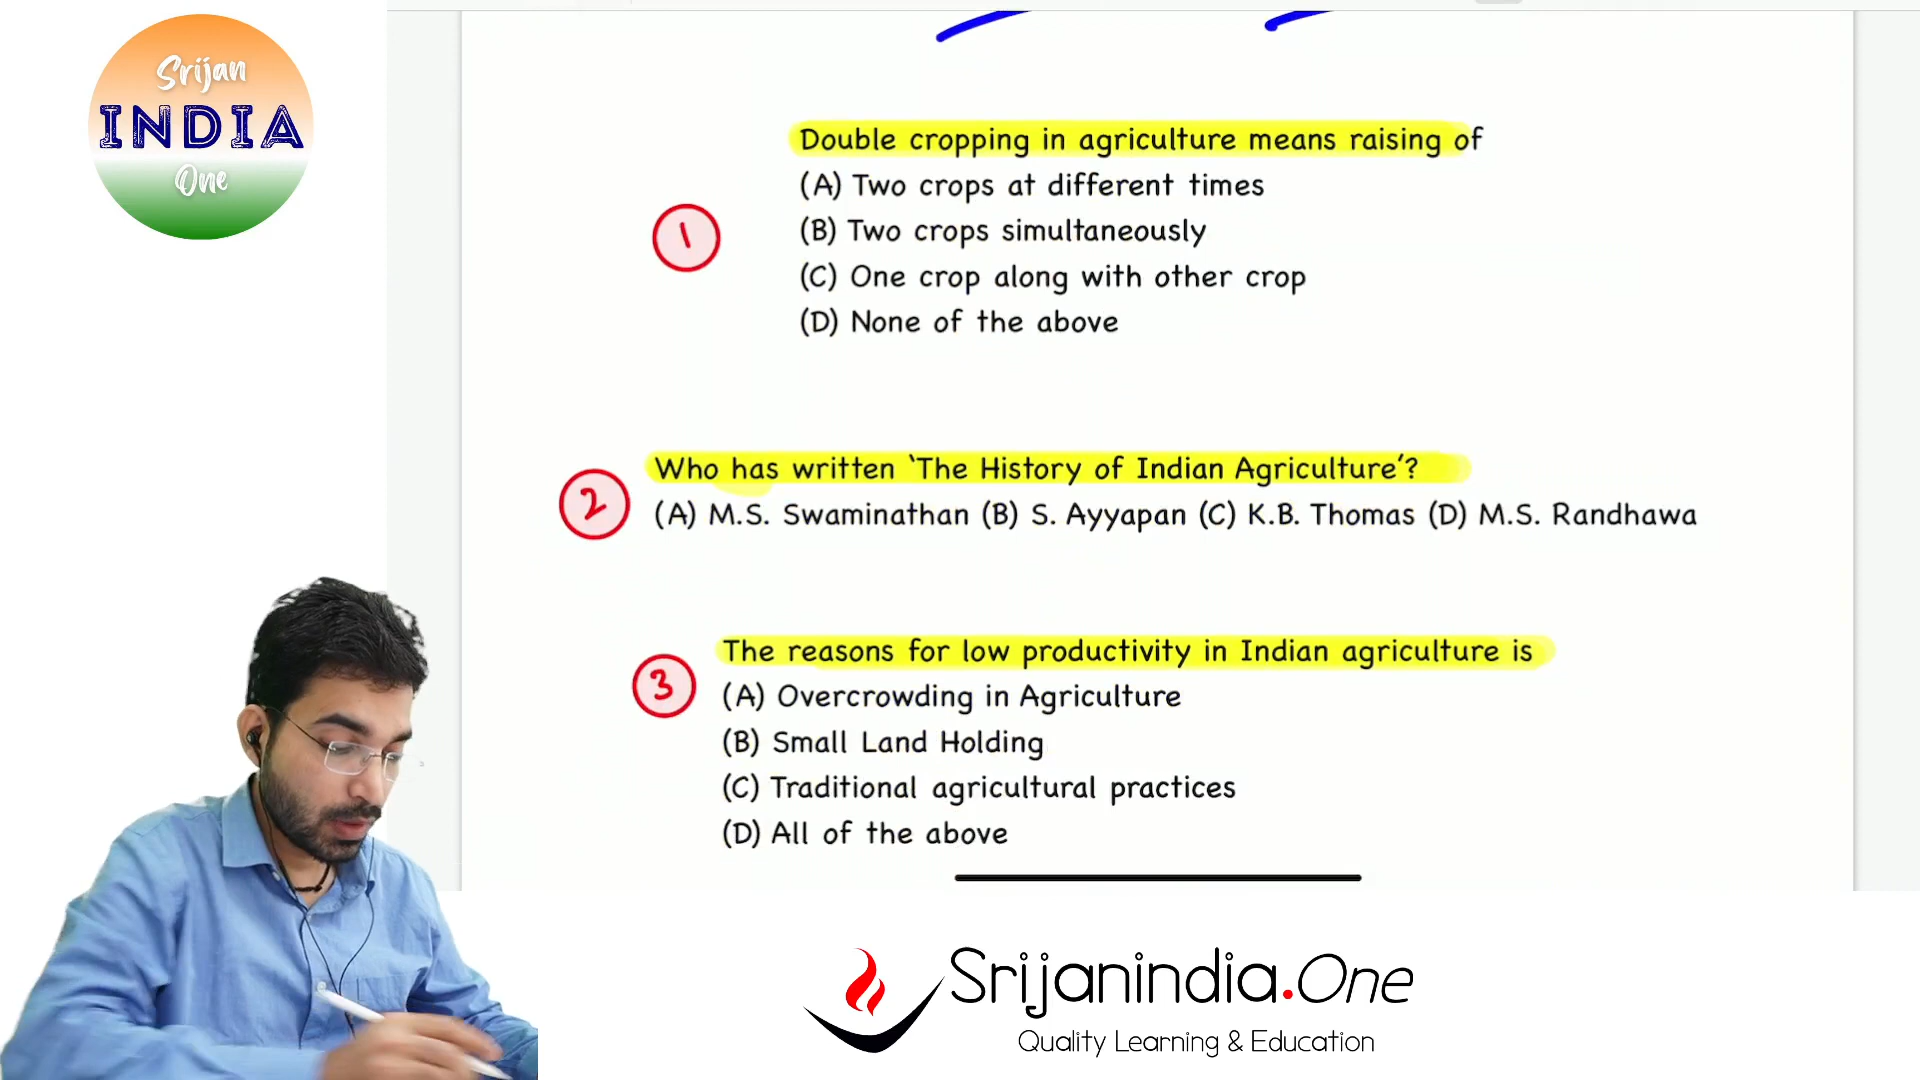 Srijan
INDIA
One
Double cropping in agriculture means raising of
(A) Two crops at different times
1
(B) Two crops simultaneously
(C) One crop along with other crop
(D) None of the above
Who has written ‘The History of Indian Agriculture’?
2
(A) M.S. Swaminathan (B) S. Ayyapan (C) K.B. Thomas (D) M.S. Randhawa
The reasons for low productivity in Indian agriculture is
3
(A) Overcrowding in Agriculture
(B) Small Land Holding
(C) Traditional agricultural practices
(D) All of the above
Srijanindia.One
Quality Learning & Education